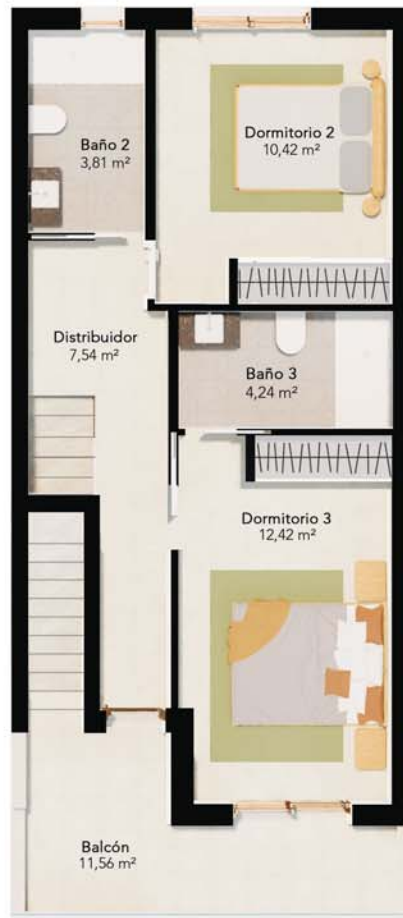 Baño 2
3,81 m²
Dormitorio 2
10,42 m²
Distribuidor
7,54 m²
Baño 3
4,24 m²
Dormitorio 3
12,42 m²
Balcón
11,56 m²